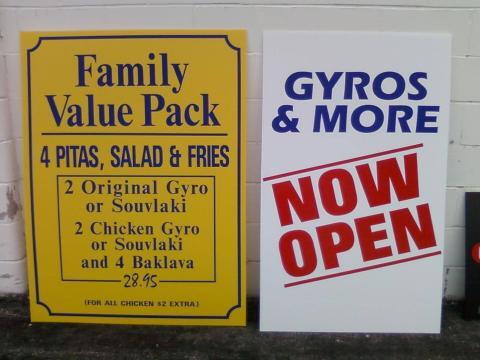 Family
Value Pack
4 PITAS, SALAD & FRIES
2 Original Gyro
or Souvlaki
2 Chicken Gyro
or Souvlaki
and 4 Baklava
28.95
(FOR ALL CHICKEN $2 EXTRA)
GYROS
& MORE
NOW
OPEN